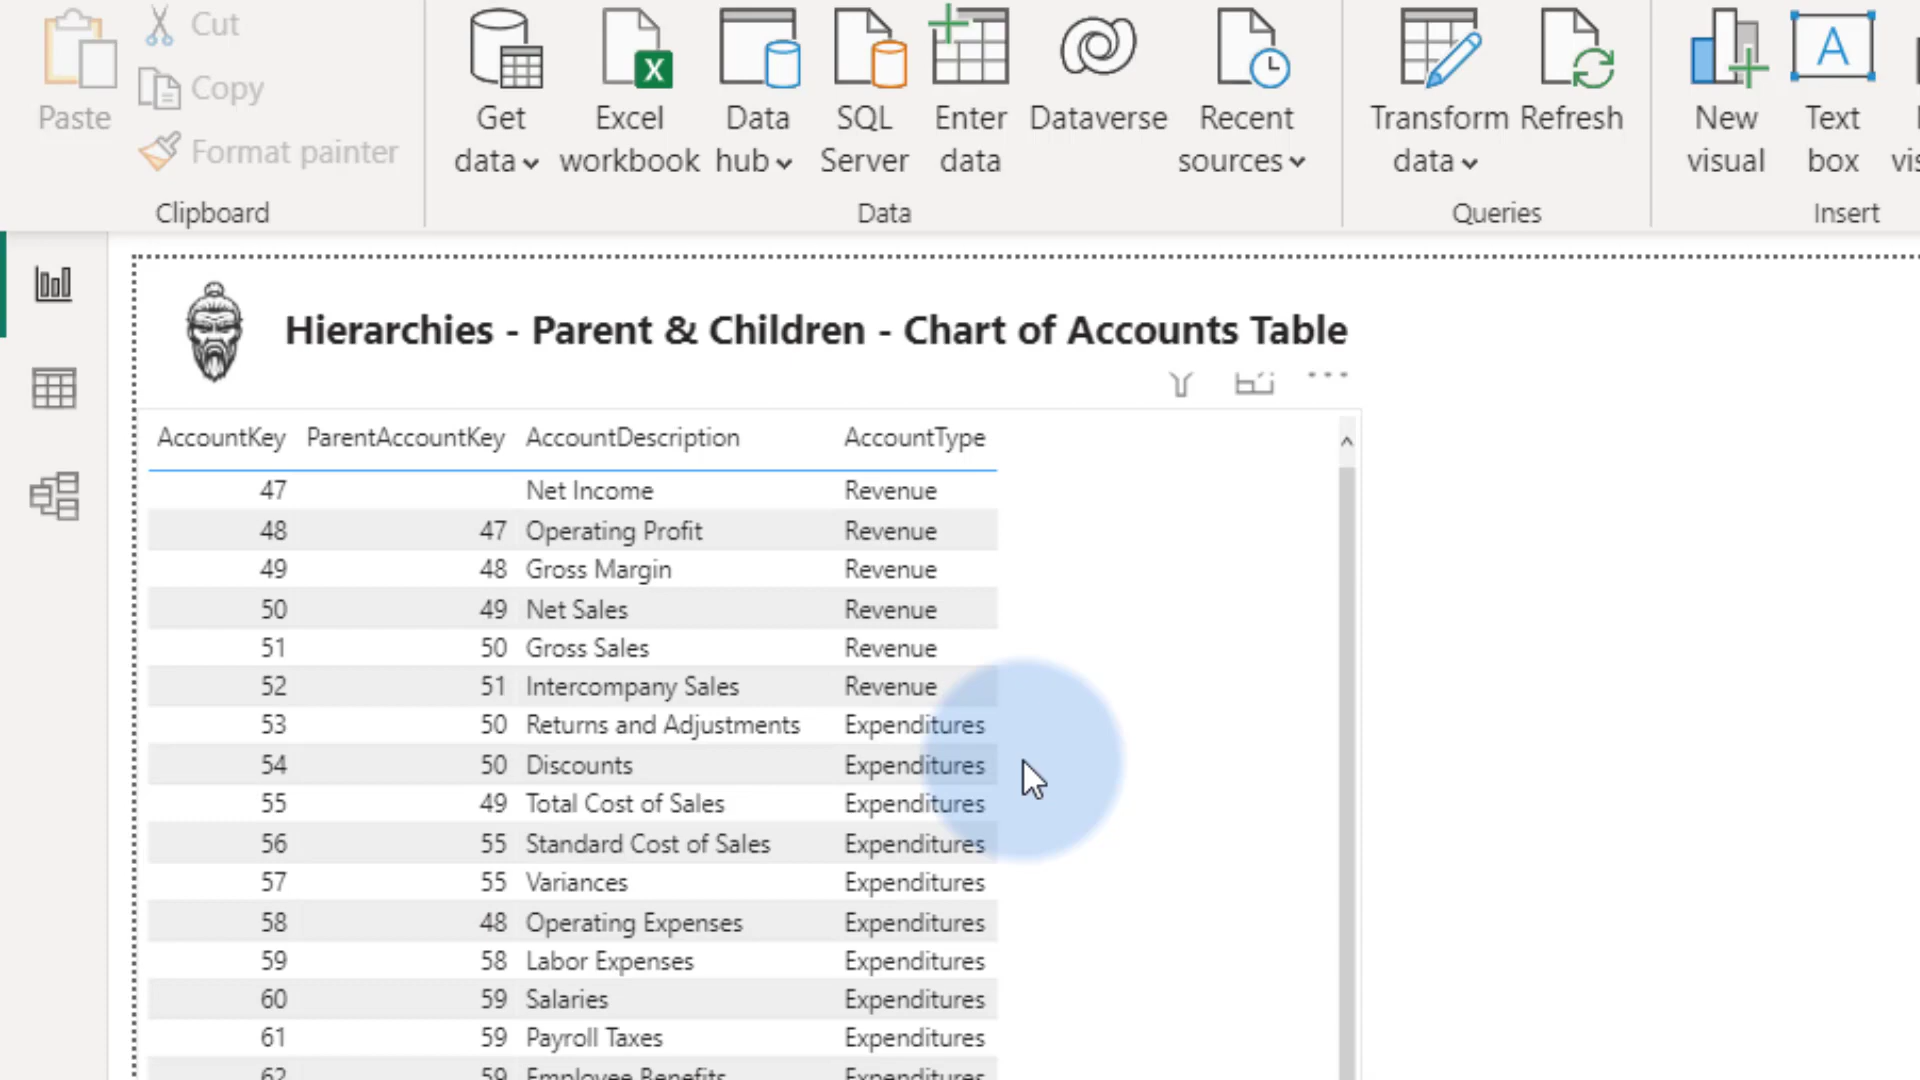 Cut
Copy
Paste
Format painter
Clipboard
Get data
Excel workbook
Data hub
SQL Server
Enter data
Dataverse
Recent sources
Data
Transform data
Refresh
Queries
New visual
Text box
Insert
Hierarchies - Parent & Children - Chart of Accounts Table
AccountKey ParentAccountKey AccountDescription AccountType
47 Net Income Revenue
48 47 Operating Profit Revenue
49 48 Gross Margin Revenue
50 49 Net Sales Revenue
51 50 Gross Sales Revenue
52 51 Intercompany Sales Revenue
53 50 Returns and Adjustments Expenditures
54 50 Discounts Expenditures
55 49 Total Cost of Sales Expenditures
56 55 Standard Cost of Sales Expenditures
57 55 Variances Expenditures
58 48 Operating Expenses Expenditures
59 58 Labor Expenses Expenditures
60 59 Salaries Expenditures
61 59 Payroll Taxes Expenditures
62 59 Employee Benefits Expenditures